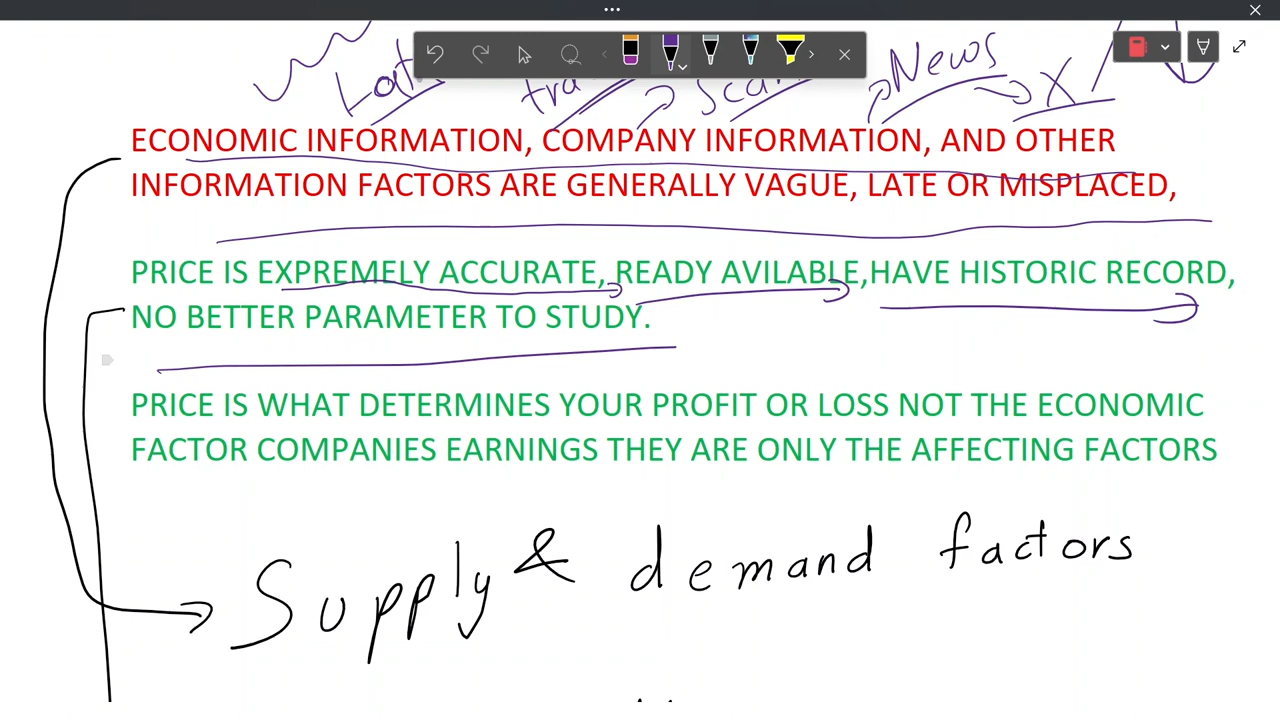 News
X
ECONOMIC INFORMATION, COMPANY INFORMATION, AND OTHER
INFORMATION FACTORS ARE GENERALLY VAGUE, LATE OR MISPLACED,
PRICE IS EXPREMELY ACCURATE, READY AVILABLE,HAVE HISTORIC RECORD,
NO BETTER PARAMETER TO STUDY.
PRICE IS WHAT DETERMINES YOUR PROFIT OR LOSS NOT THE ECONOMIC
FACTOR COMPANIES EARNINGS THEY ARE ONLY THE AFFECTING FACTORS
Supply & demand factors